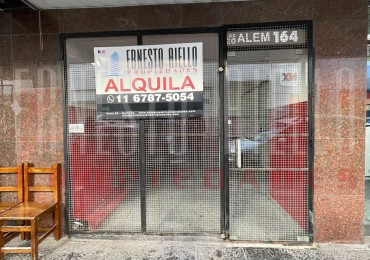 ALEM 164
ERNESTO BIELLO
PROPIEDADES
ALQUILA
11 6787-5054